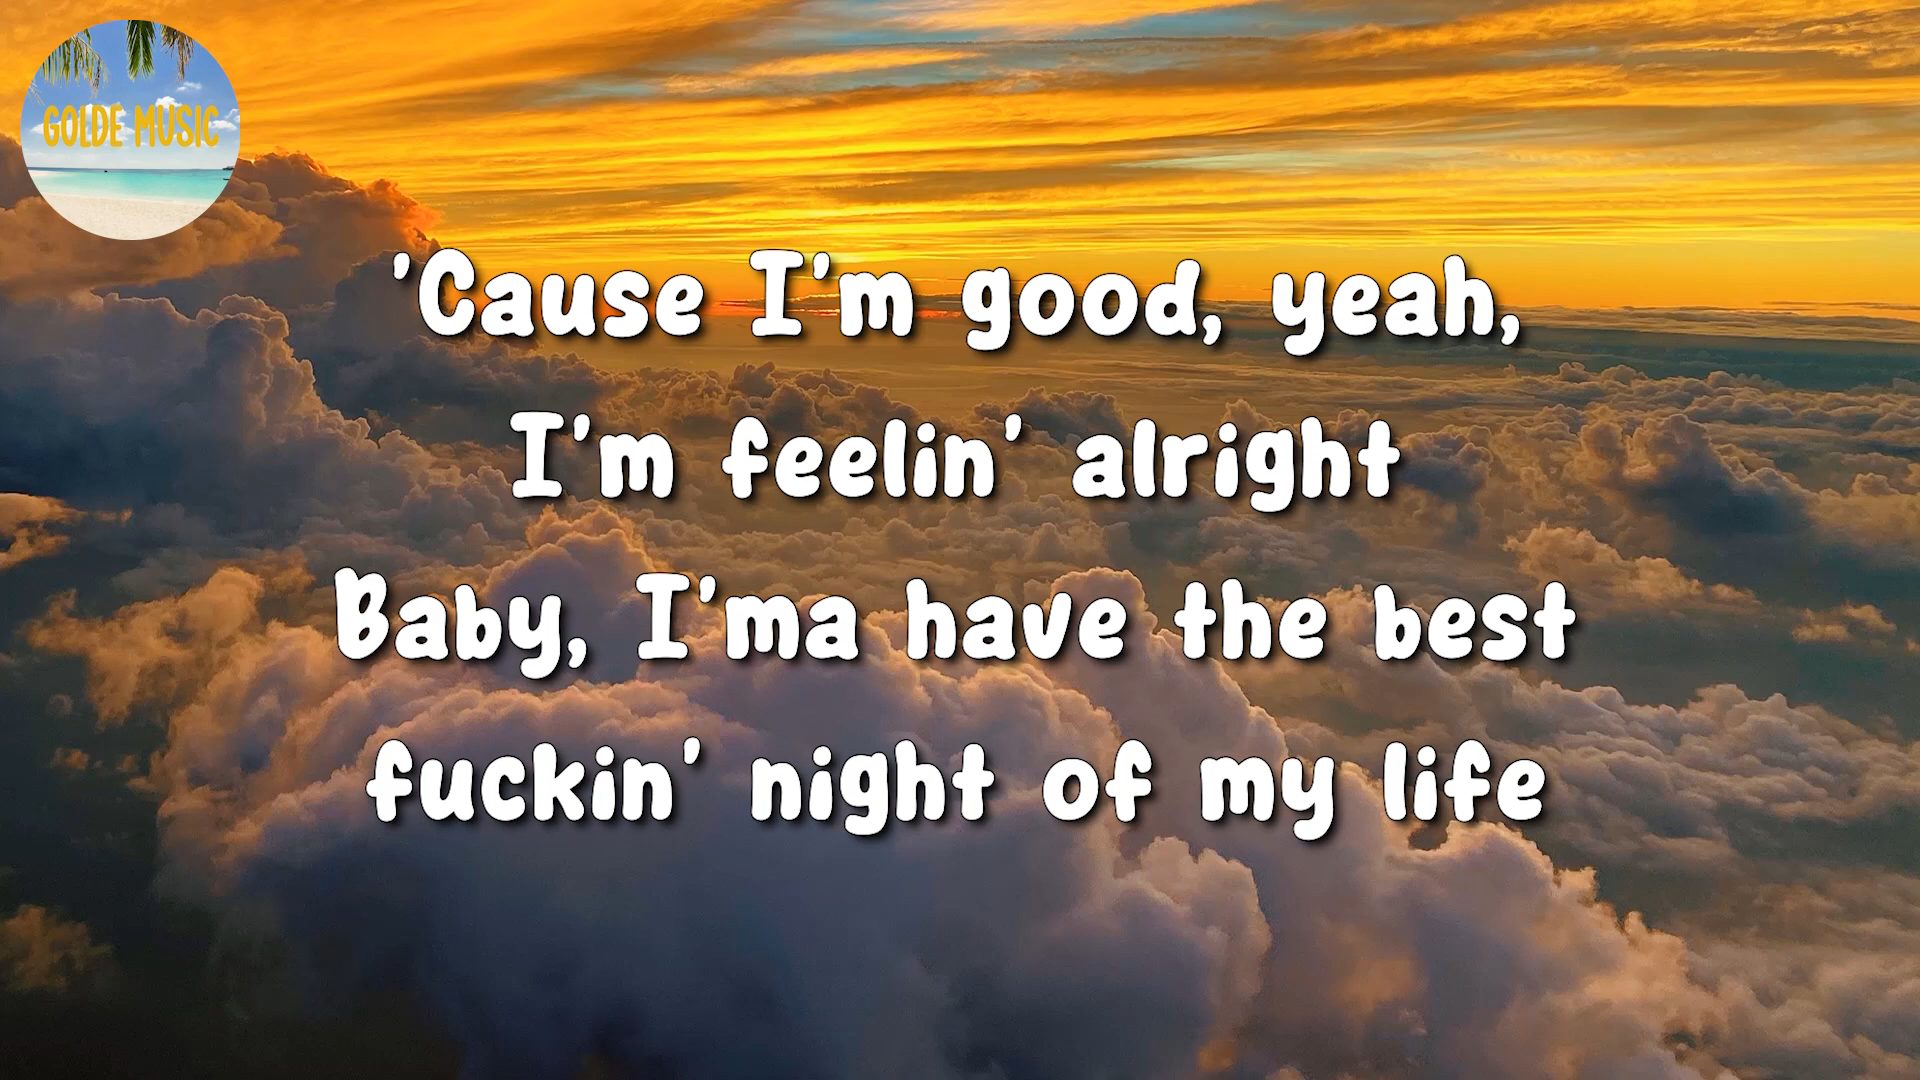 GOLDE MUSIC
'Cause I'm good, yeah,
I'm feelin' alright
Baby, I'ma have the best
fuckin' night of my life